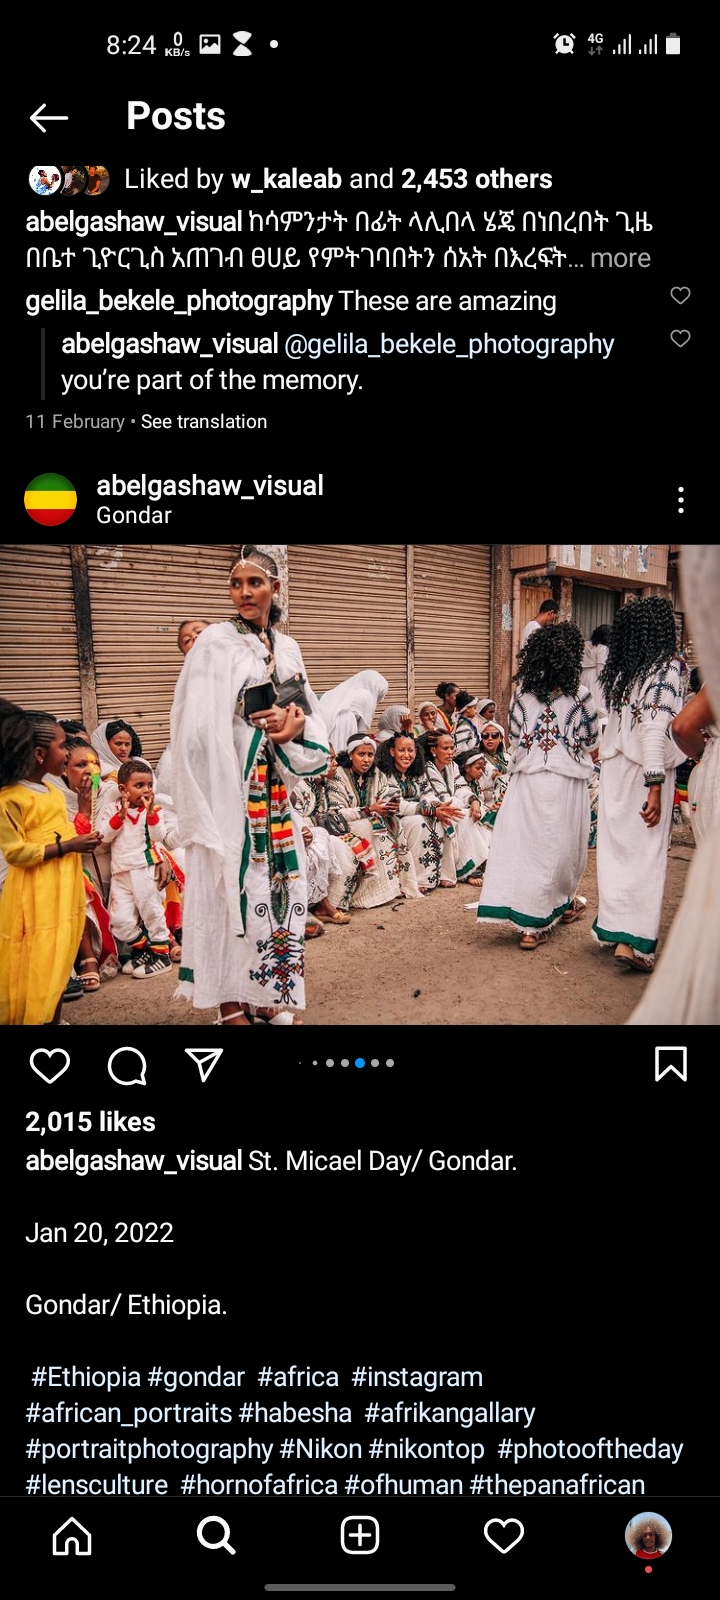 8:24 0 KB/s 4G
Posts
Liked by w_kaleab and 2,453 others
abelgashaw_visual ከሳምንታት በፊት ላሊበላ ሄጄ በነበረበት ጊዜ
በቤተ ጊዮርጊስ አጠገብ ፀሀይ የምትገባበትን ሰአት በእረፍት... more
gelila_bekele_photography These are amazing
abelgashaw_visual @gelila_bekele_photography
you’re part of the memory.
11 February • See translation
abelgashaw_visual
Gondar
2,015 likes
abelgashaw_visual St. Micael Day/ Gondar.
Jan 20, 2022
Gondar/ Ethiopia.
#Ethiopia #gondar #africa #instagram
#african_portraits #habesha #afrikangallary
#portraitphotography #Nikon #nikontop #photooftheday
#lensculture #hornofafrica #ofhuman #thepanafrican